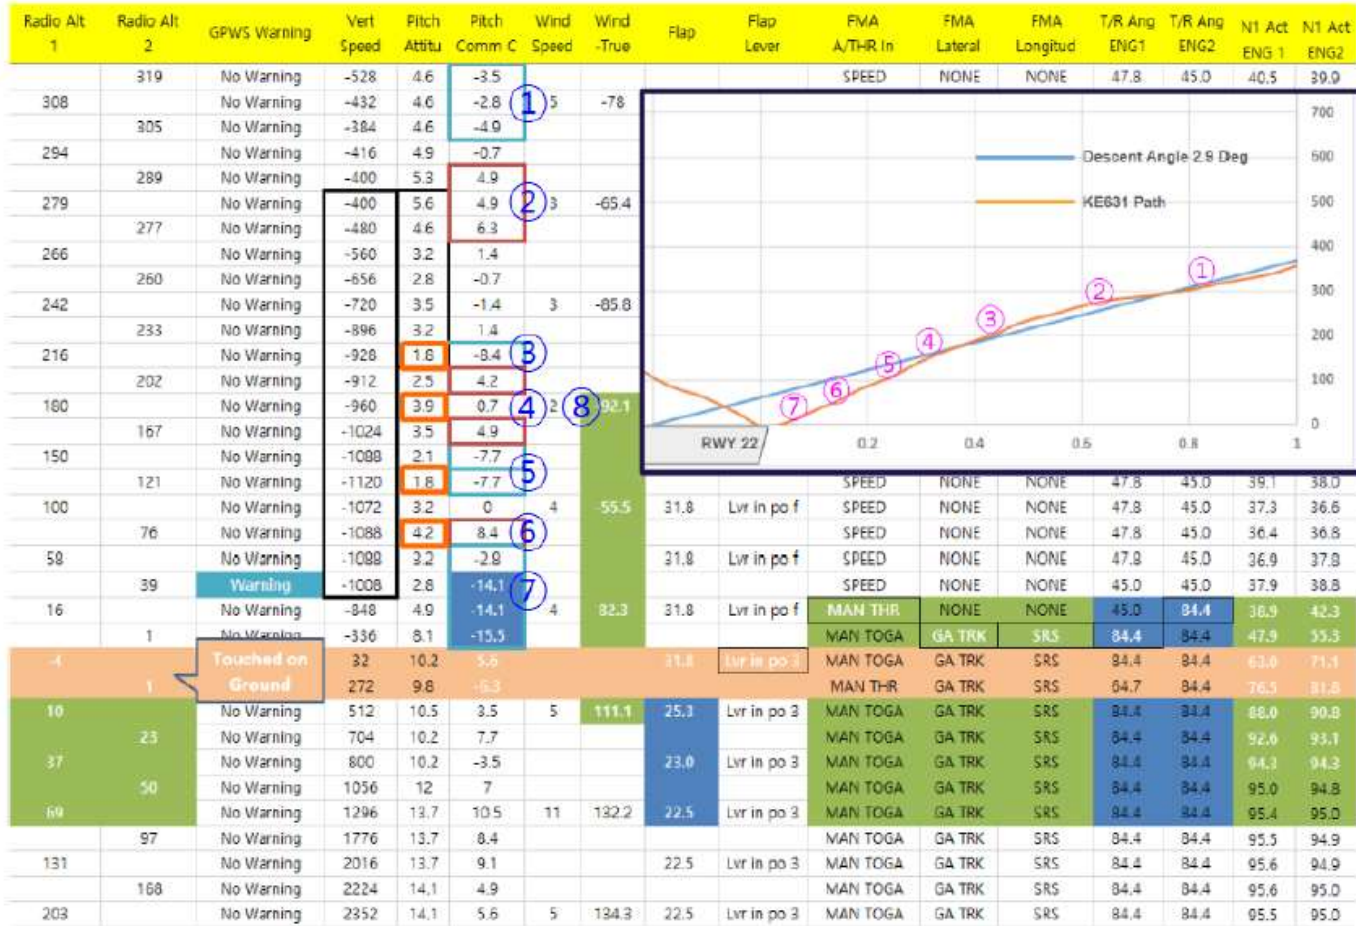 Radio Alt 1 Radio Alt 2 GPWS Warning Vert Speed Pitch Attitu Pitch Comm C Wind Speed Wind -True Flap Flap Lever FMA A/THR In FMA Lateral FMA Longitud T/R Ang ENG1 T/R Ang ENG2 N1 Act ENG 1 N1 Act ENG2
319 No Warning -528 4.6 -3.5 SPEED NONE NONE 47.8 45.0 40.5 39.9
308 No Warning -432 4.6 -2.8 ① 5 -78
305 No Warning -384 4.6 -4.9
294 No Warning -416 4.9 -0.7
289 No Warning -400 5.3 4.9
279 No Warning -400 5.6 4.9 ② 3 -65.4
277 No Warning -480 4.6 6.3
266 No Warning -560 3.2 1.4
260 No Warning -656 2.8 -0.7
242 No Warning -720 3.5 -1.4 3 -85.8
233 No Warning -896 3.2 1.4
216 No Warning -928 1.8 -8.4 ③
202 No Warning -912 2.5 4.2
180 No Warning -960 3.9 0.7 ④ 2 ⑧ -92.1
167 No Warning -1024 3.5 4.9
150 No Warning -1088 2.1 -7.7
⑤
121 No Warning -1120 1.8 -7.7 SPEED NONE NONE 47.8 45.0 39.1 38.0
100 No Warning -1072 3.2 0 4 -55.5 31.8 Lvr in po f SPEED NONE NONE 47.8 45.0 37.3 36.6
76 No Warning -1088 4.2 8.4 ⑥ SPEED NONE NONE 47.8 45.0 36.4 36.8
58 No Warning -1088 3.2 -2.8 31.8 Lvr in po f SPEED NONE NONE 47.8 45.0 36.9 37.8
39 Warning -1008 2.8 -14.1 ⑦ SPEED NONE NONE 45.0 45.0 37.9 38.8
16 No Warning -848 4.9 -14.1 4 82.3 31.8 Lvr in po f MAN THR NONE NONE 45.0 84.4 38.9 42.3
1 No Warning -336 8.1 -15.5 MAN TOGA GA TRK SRS 84.4 84.4 47.9 55.3
-4 Touched on 32 10.2 5.6 31.8 Lvr in po 3 MAN TOGA GA TRK SRS 84.4 84.4 63.0 71.1
1 Ground 272 9.8 -6.3 MAN THR GA TRK SRS 64.7 84.4 76.5 81.8
10 No Warning 512 10.5 3.5 5 111.1 25.3 Lvr in po 3 MAN TOGA GA TRK SRS 84.4 84.4 88.0 90.8
23 No Warning 704 10.2 7.7 MAN TOGA GA TRK SRS 84.4 84.4 92.6 93.1
37 No Warning 800 10.2 -3.5 23.0 Lvr in po 3 MAN TOGA GA TRK SRS 84.4 84.4 94.3 94.3
50 No Warning 1056 12 7 MAN TOGA GA TRK SRS 84.4 84.4 95.0 94.8
69 No Warning 1296 13.7 10.5 11 132.2 22.5 Lvr in po 3 MAN TOGA GA TRK SRS 84.4 84.4 95.4 95.0
97 No Warning 1776 13.7 8.4 MAN TOGA GA TRK SRS 84.4 84.4 95.5 94.9
131 No Warning 2016 13.7 9.1 22.5 Lvr in po 3 MAN TOGA GA TRK SRS 84.4 84.4 95.6 94.9
168 No Warning 2224 14.1 4.9 MAN TOGA GA TRK SRS 84.4 84.4 95.6 95.0
203 No Warning 2352 14.1 5.6 5 134.3 22.5 Lvr in po 3 MAN TOGA GA TRK SRS 84.4 84.4 95.5 95.0
700
Descent Angle 2.9 Deg 600
KE631 Path 500
400
① 
② 300
③ 200
④
⑤
⑥ 100
⑦ 0
RWY 22 0.2 0.4 0.6 0.8 1